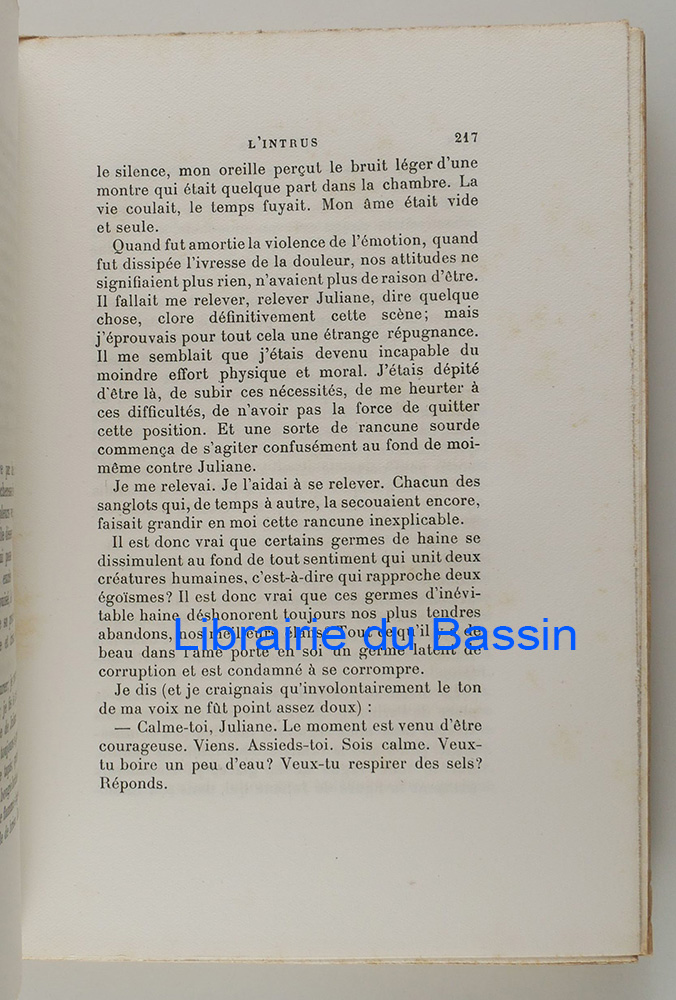 L'INTRUS 217
le silence, mon oreille perçut le bruit léger d'une
montre qui était quelque part dans la chambre. La
vie coulait, le temps fuyait. Mon âme était vide
et seule.
Quand fut amortie la violence de l'émotion, quand
fut dissipée l'ivresse de la douleur, nos attitudes ne
signifiaient plus rien, n'avaient plus de raison d'être.
Il fallait me relever, relever Juliane, dire quelque
chose, clore définitivement cette scène; mais
j'éprouvais pour tout cela une étrange répugnance.
Il me semblait que j'étais devenu incapable du
moindre effort physique et moral. J'étais dépité
d'être là, de subir ces nécessités, de me heurter à
ces difficultés, de n'avoir pas la force de quitter
cette position. Et une sorte de rancune sourde
commença de s'agiter confusément au fond de moi-
même contre Juliane.
Je me relevai. Je l'aidai à se relever. Chacun des
sanglots qui, de temps à autre, la secouaient encore,
faisait grandir en moi cette rancune inexplicable.
Il est donc vrai que certains germes de haine se
dissimulent au fond de tout sentiment qui unit deux
créatures humaines, c'est-à-dire qui rapproche deux
égoïsmes? Il est donc vrai que ces germes d'inévi-
table haine déshonorent toujours nos plus tendres
abandons, nos meilleurs élans. Tout ce qu'il de
Librairie du Bassin
beau dans l'âme porte en soi un germe latent de
corruption et est condamné à se corrompre.
Je dis (et je craignais qu'involontairement le ton
de ma voix ne fût point assez doux) :
— Calme-toi, Juliane. Le moment est venu d'être
courageuse. Viens. Assieds-toi. Sois calme. Veux-
tu boire un peu d'eau? Veux-tu respirer des sels?
Réponds.